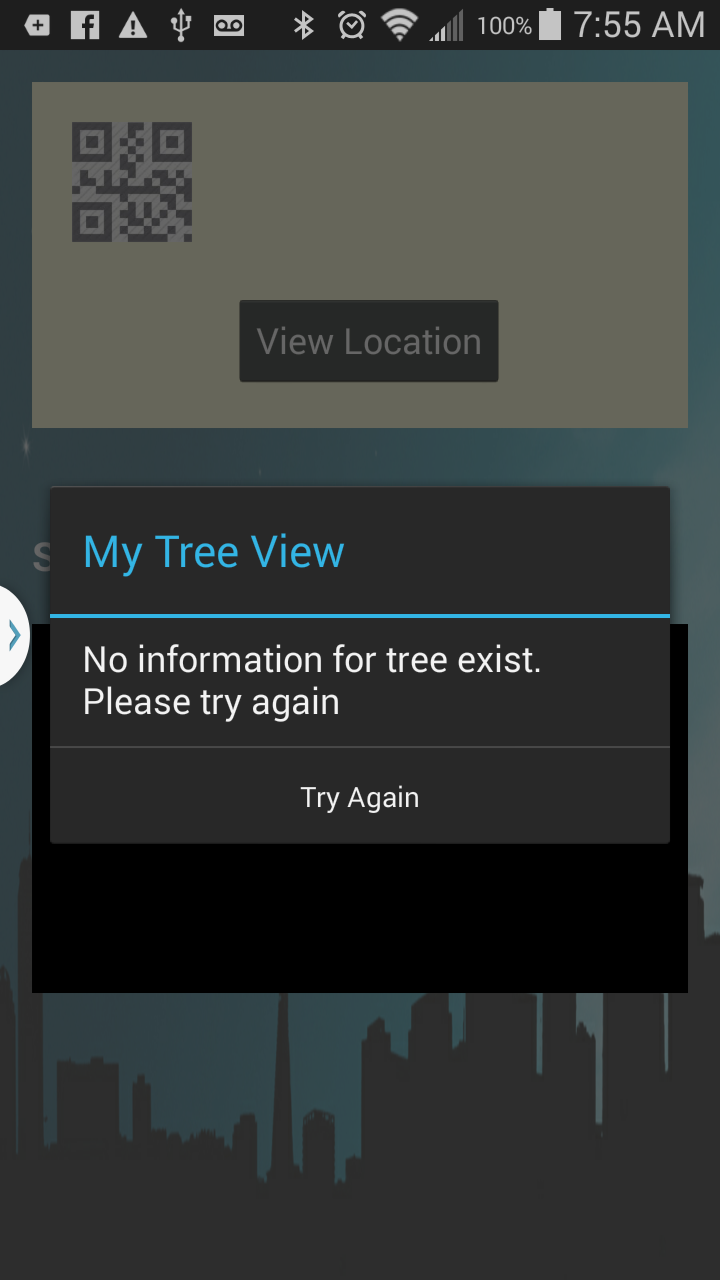 100% 7:55 AM
View Location
My Tree View
No information for tree exist.
Please try again
Try Again